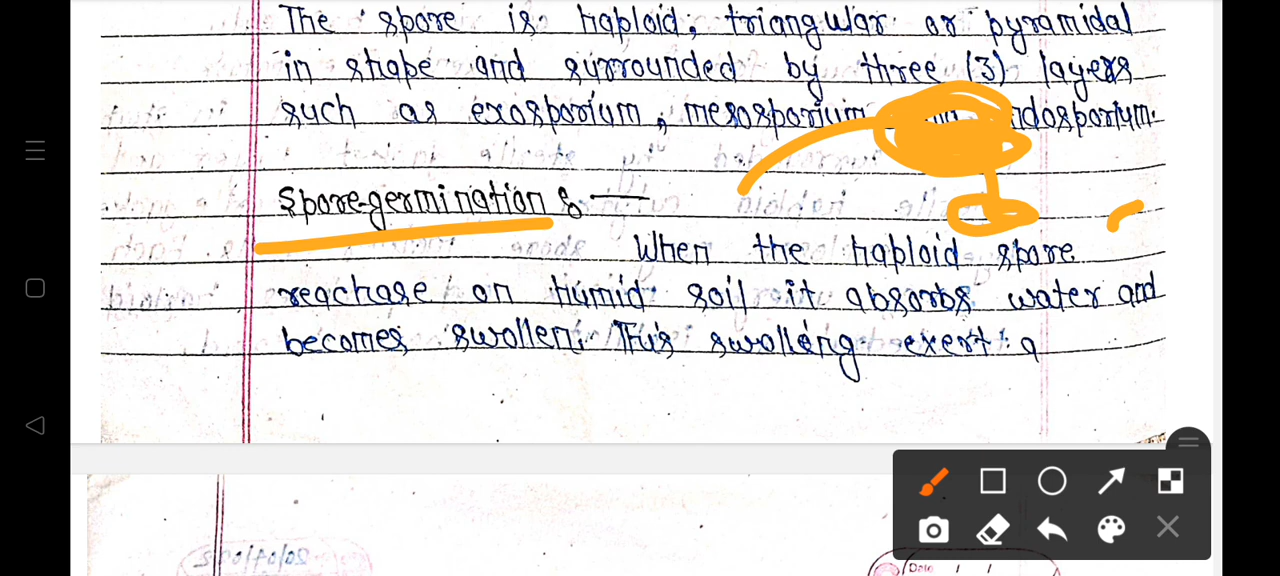 The spore is haploid, triangular or pyramidal
in shape and surrounded by three (3) layers
such as exosporium, mesosporium
Spore-germination :—
When the haploid spore
reachase on humid soil it absorbs water and
becomes swollen. This swolleng exert a
Date / /